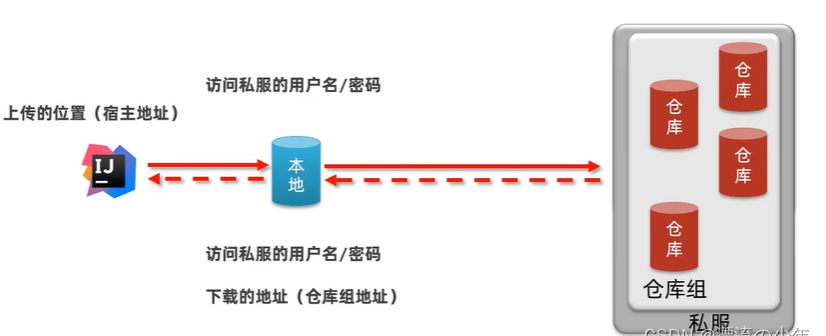 访问私服的用户名/密码
上传的位置（宿主地址）
IJ
本地
仓库
仓库
仓库
仓库
访问私服的用户名/密码
下载的地址（仓库组地址）
仓库组
私服